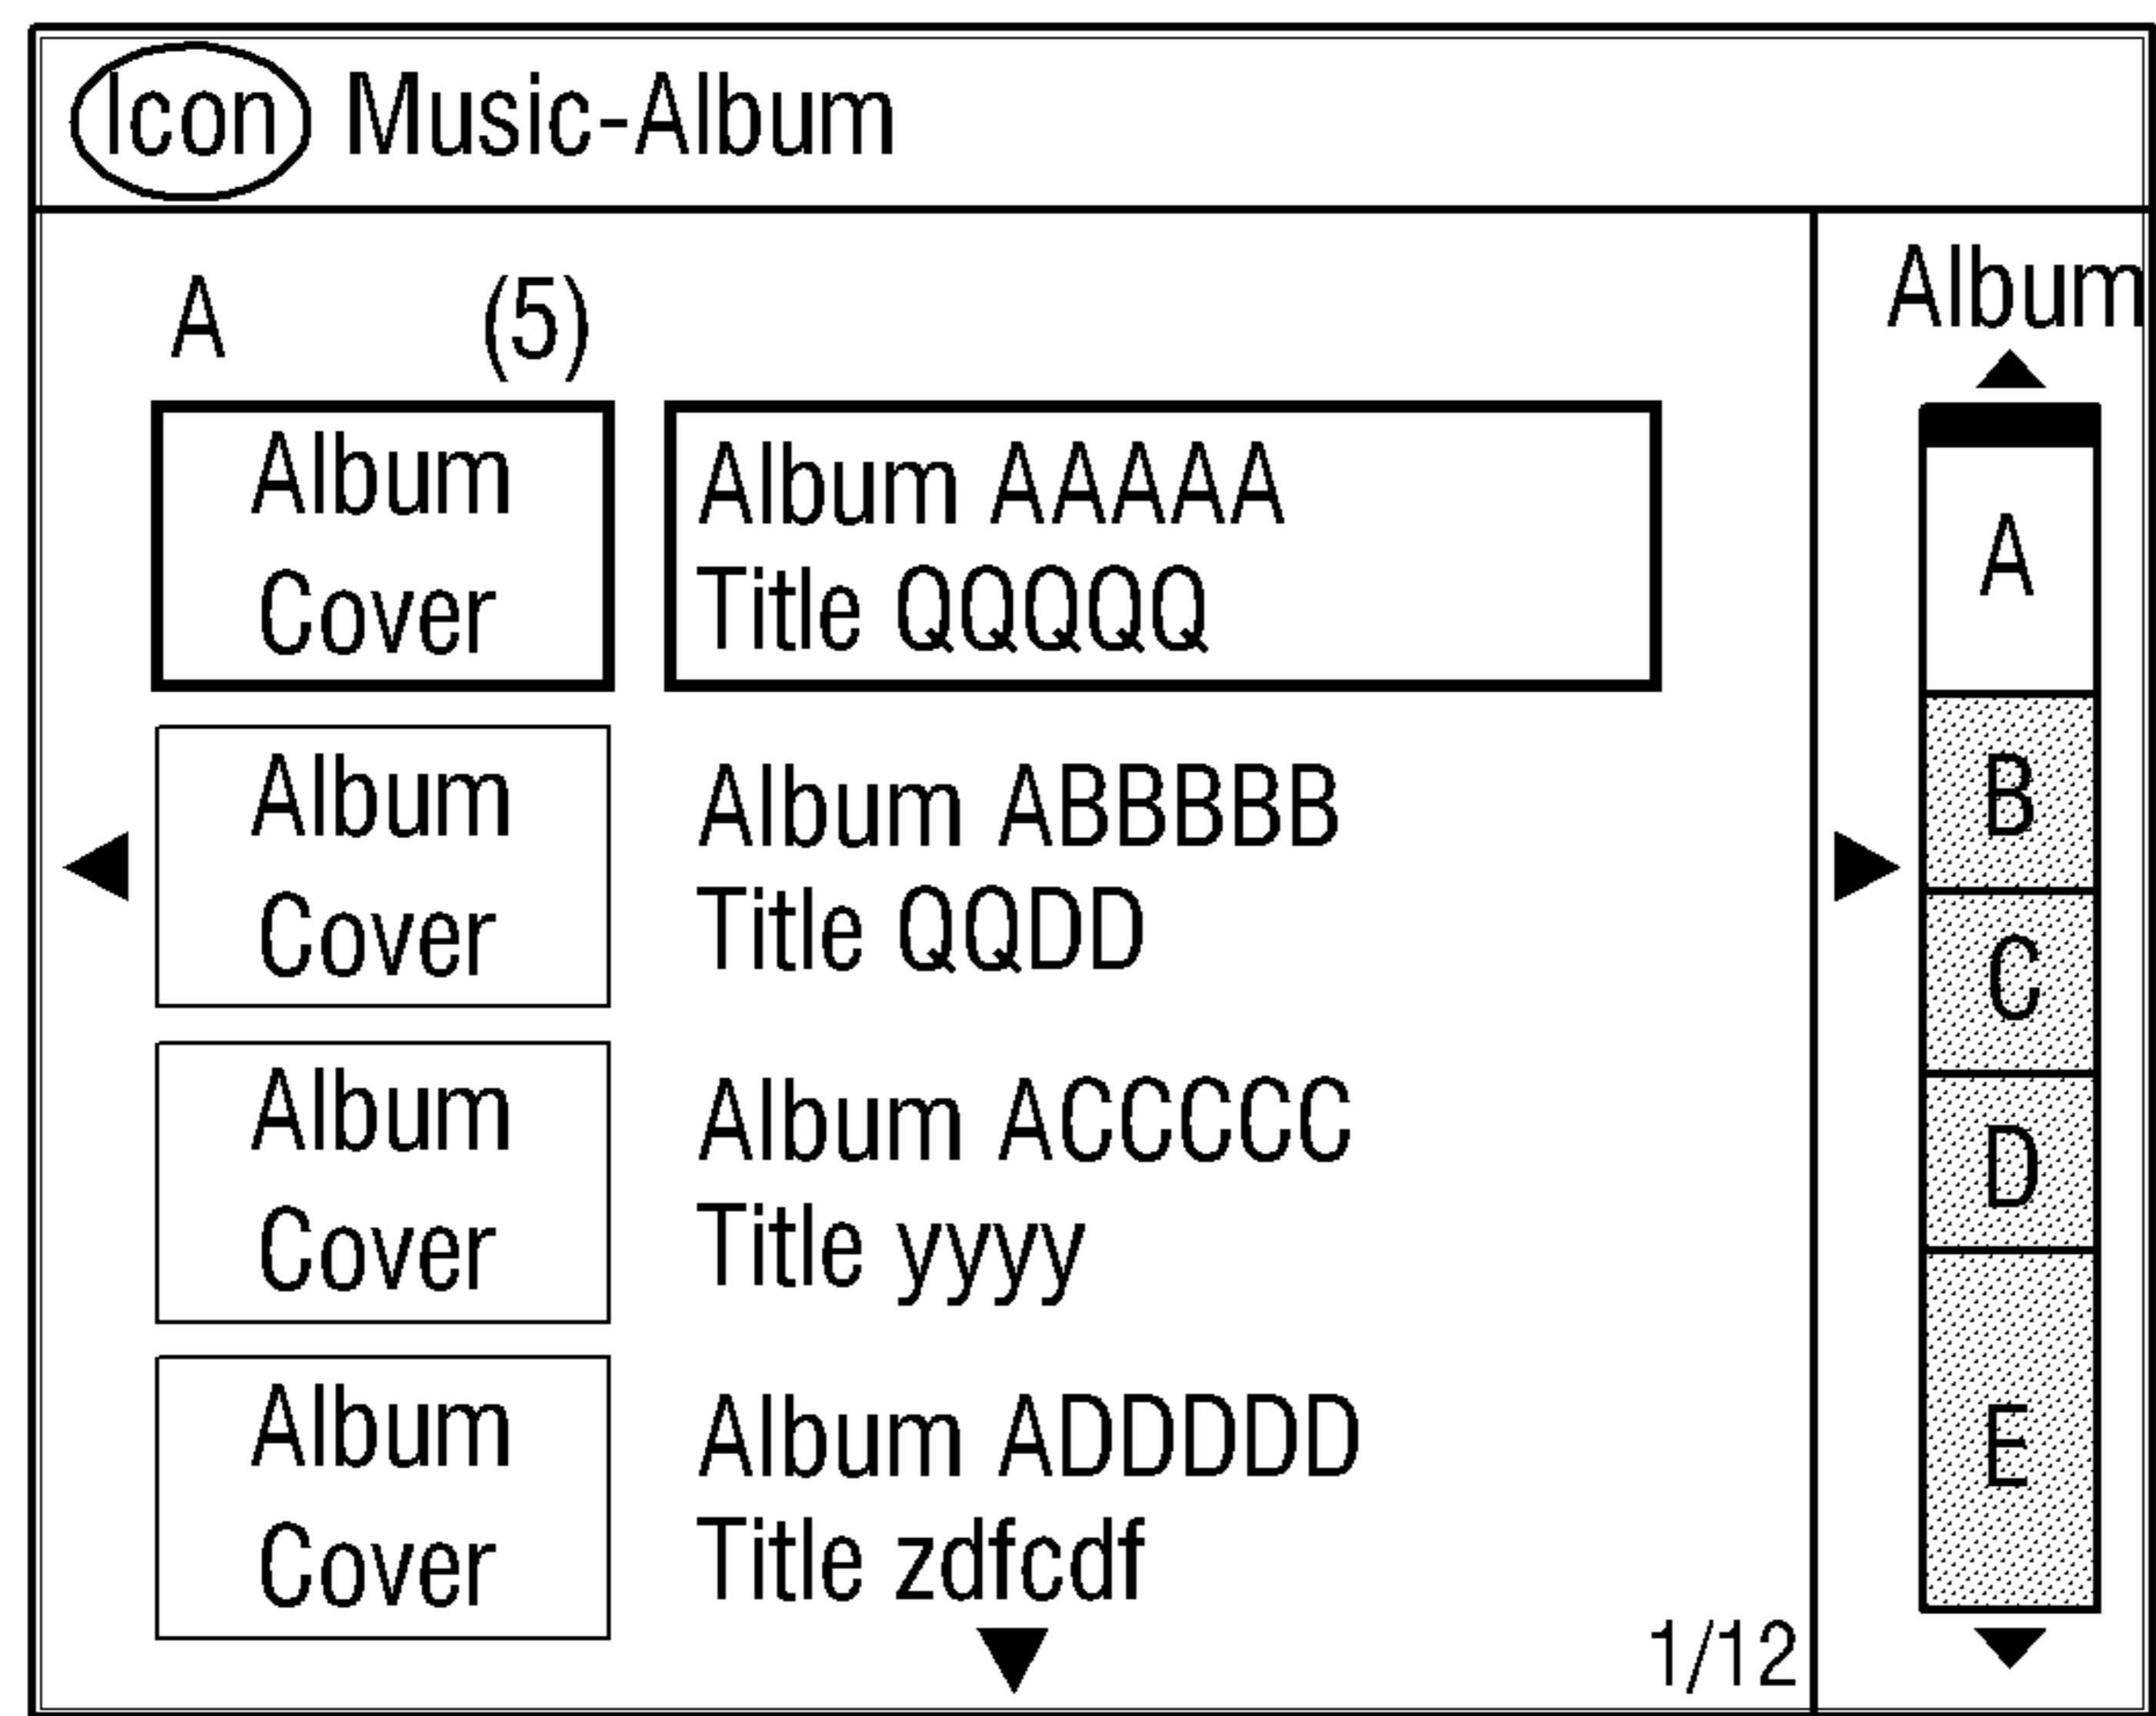 Icon Music-Album
A (5)
Album
Cover
Album AAAAA
Title QQQQQ
Album
Cover
Album ABBBBB
Title QQDD
Album
Cover
Album ACCCCC
Title yyyy
Album
Cover
Album ADDDDD
Title zdfcdf
1/12
Album
A
B
C
D
E